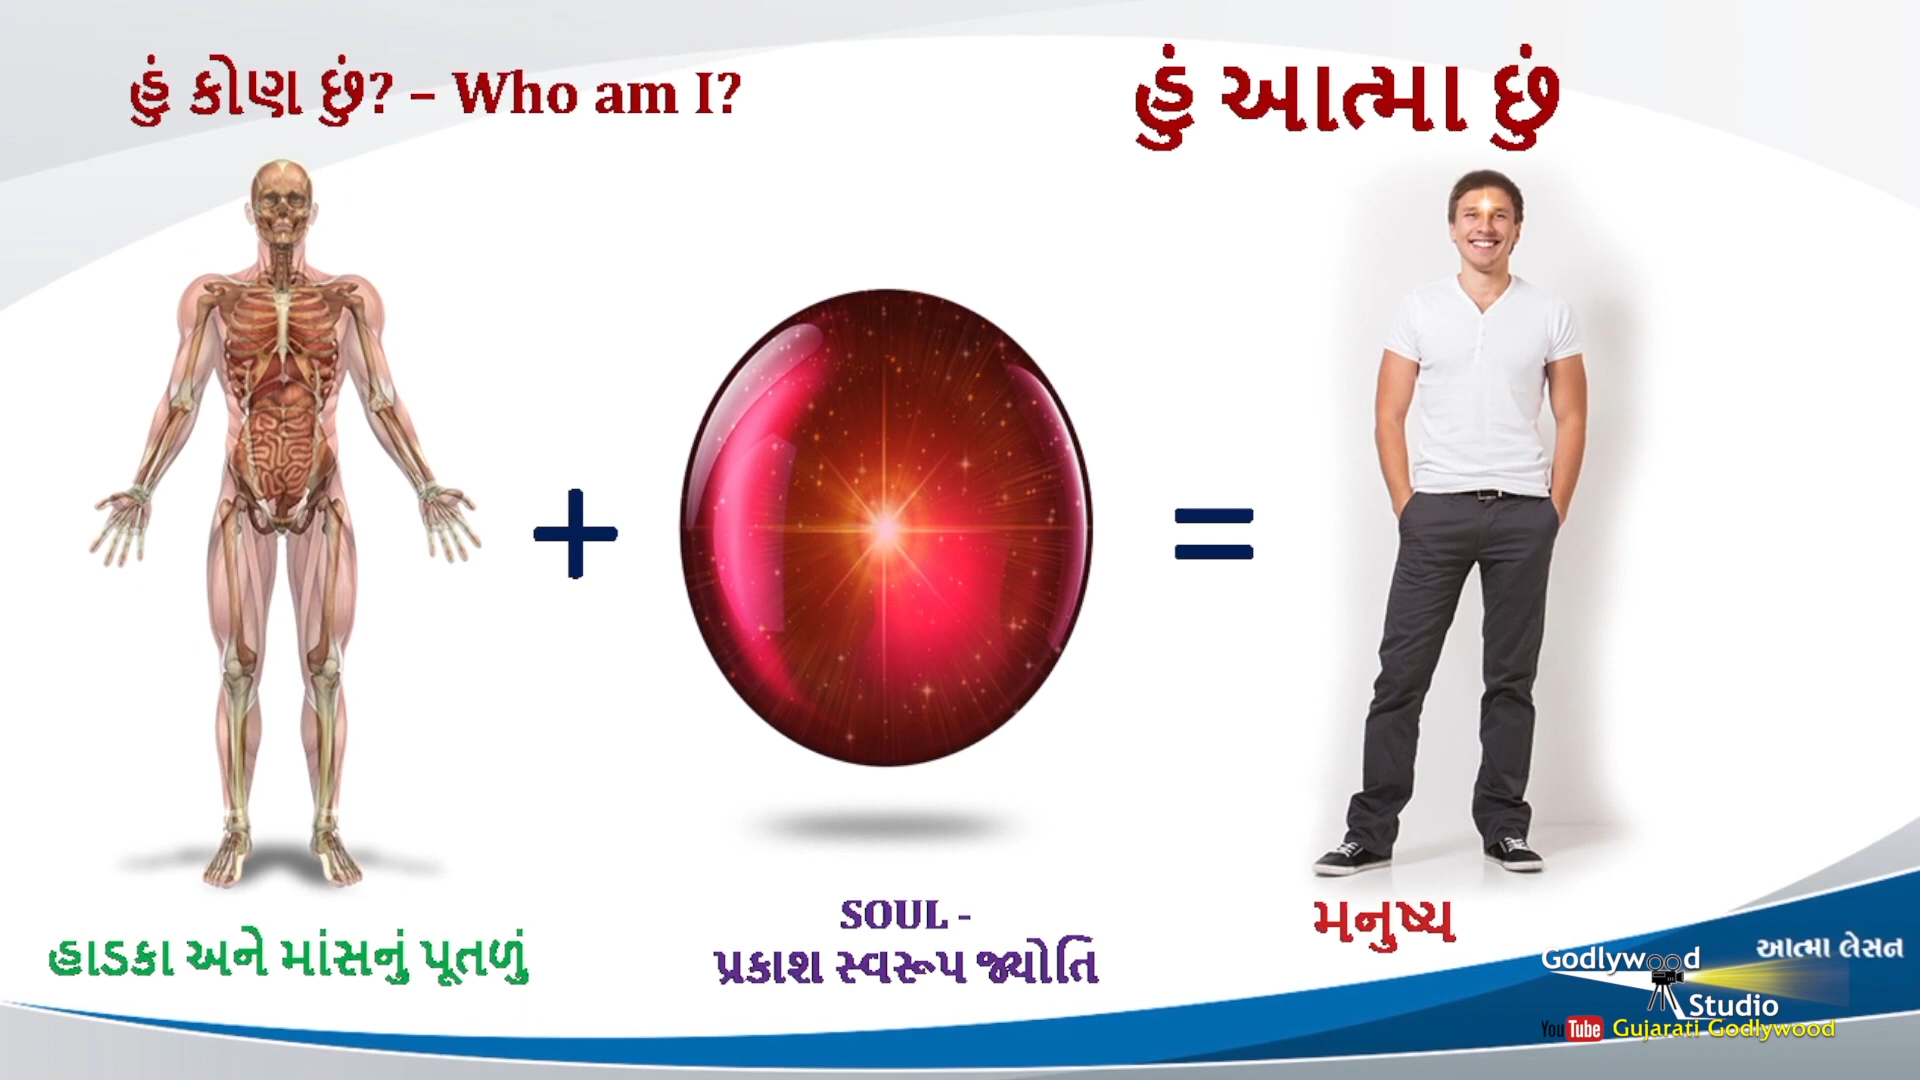 હું કોણ છું? – Who am I?
હું આત્મા છું
હાડકા અને માંસનું પૂતળું
SOUL -
પ્રકાશ સ્વરૂપ જ્યોતિ
મનુષ્ય
આત્મા લેસન
Godlywood
Studio
YouTube Gujarati Godlywood